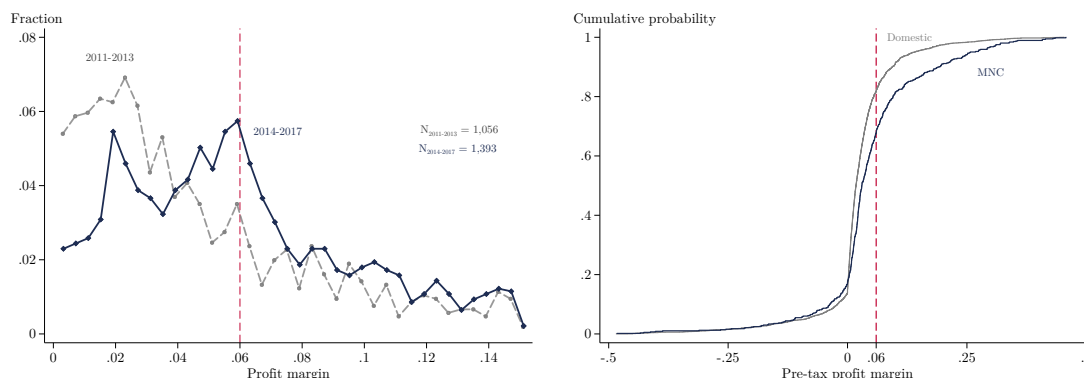 Fraction
.08
.06
.04
.02
0
2011-2013
2014-2017
N2011-2013 = 1,056
N2014-2017 = 1,393
0 .02 .04 .06 .08 .1 .12 .14
Profit margin
Cumulative probability
1
.8
.6
.4
.2
0
Domestic
MNC
-.5 -.25 0 .06 .25
Pre-tax profit margin